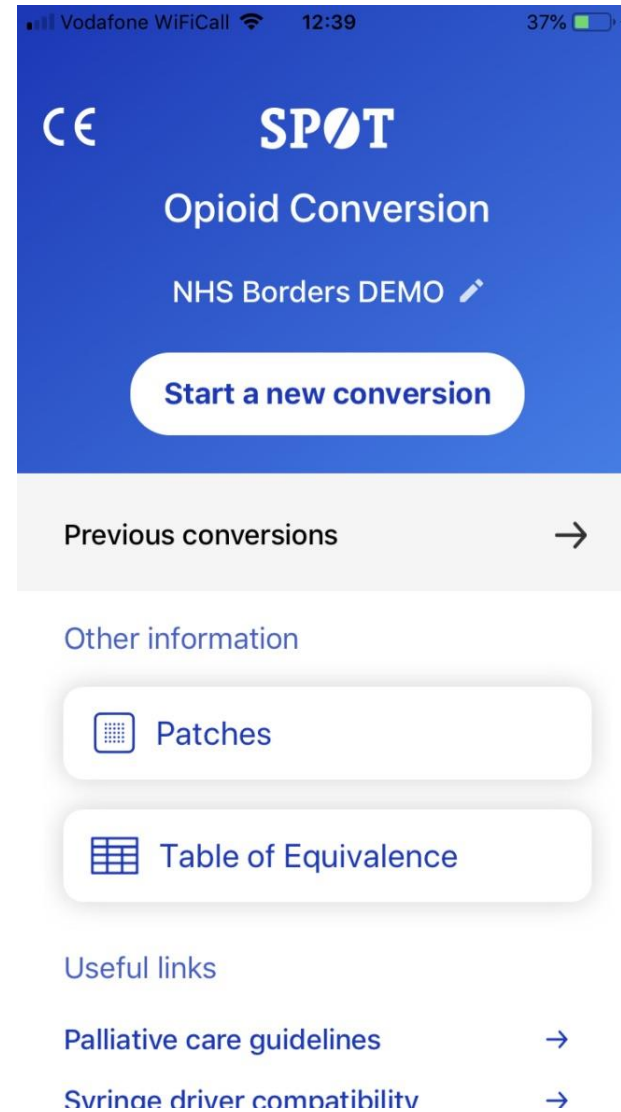 Vodafone WiFiCall 12:39 37%
CE SPOT
Opioid Conversion
NHS Borders DEMO
Start a new conversion
Previous conversions →
Other information
Patches
Table of Equivalence
Useful links
Palliative care guidelines →
Syringe driver compatibility →